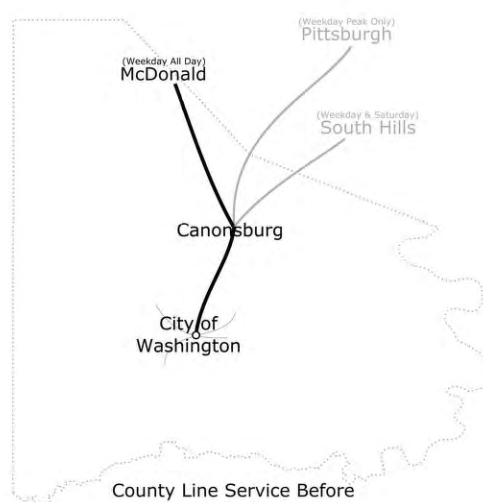 (Weekday Peak Only)
Pittsburgh
(Weekday All Day)
McDonald
(Weekday & Saturday)
South Hills
Canonsburg
City of
Washington
County Line Service Before